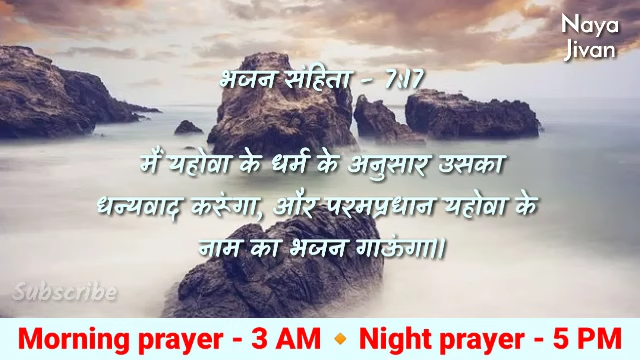 Naya
Jivan
भजन संहिता - 7:17
मैं यहोवा के धर्म के अनुसार उसका
धन्यवाद करूंगा, और परमप्रधान यहोवा के
नाम का भजन गाऊंगा॥
Subscribe
Morning prayer - 3 AM 🔸 Night prayer - 5 PM